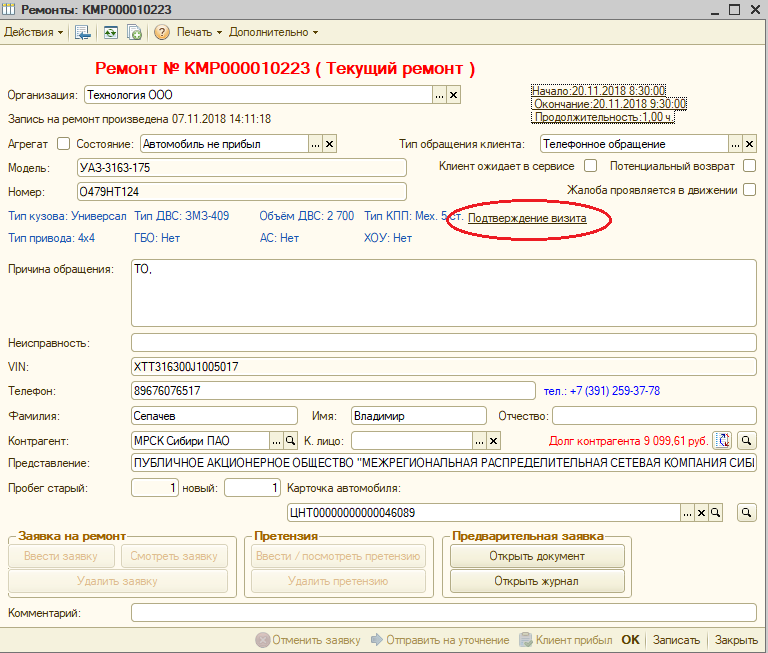 Ремонты: КМР000010223
Действия Печать Дополнительно
Ремонт № КМР000010223 ( Текущий ремонт )
Организация: Технология ООО ... Начало:20.11.2018 8:30:00
Окончание:20.11.2018 9:30:00
Запись на ремонт произведена 07.11.2018 14:11:18 Продолжительность:1,00 ч.
Агрегат Состояние: Автомобиль не прибыл ... Тип обращения клиента: Телефонное обращение ...
Модель: УАЗ-3163-175 Клиент ожидает в сервисе Потенциальный возврат
Номер: О479НТ124 Жалоба проявляется в движении
Тип кузова: Универсал Тип ДВС: ЗМЗ-409 Объём ДВС: 2 700 Тип КПП: Мех. 5 ст. Подтверждение визита
Тип привода: 4x4 ГБО: Нет АС: Нет ХОУ: Нет
Причина обращения: ТО,
Неисправность:
VIN: XTT316300J1005017
Телефон: 89676076517 тел.: +7 (391) 259-37-78
Фамилия: Сепачев Имя: Владимир Отчество:
Контрагент: МРСК Сибири ПАО ... К. лицо: ... Долг контрагента 9 099,61 руб.
Представление: ПУБЛИЧНОЕ АКЦИОНЕРНОЕ ОБЩЕСТВО "МЕЖРЕГИОНАЛЬНАЯ РАСПРЕДЕЛИТЕЛЬНАЯ СЕТЕВАЯ КОМПАНИЯ СИБИ
Пробег старый: 1 новый: 1 Карточка автомобиля:
ЦНТ00000000000046089 ...
Заявка на ремонт Претензия Предварительная заявка
Ввести заявку Смотреть заявку Ввести / посмотреть претензию Открыть документ
Удалить заявку Удалить претензию Открыть журнал
Комментарий:
Отменить заявку Отправить на уточнение Клиент прибыл OK Записать Закрыть